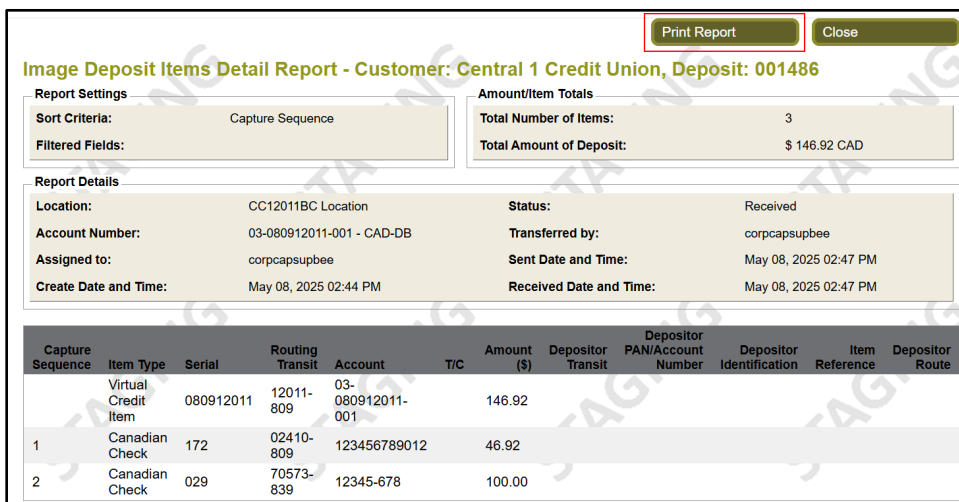 Print Report Close
Image Deposit Items Detail Report - Customer: Central 1 Credit Union, Deposit: 001486
Report Settings
Sort Criteria: Capture Sequence
Filtered Fields:
Amount/Item Totals
Total Number of Items: 3
Total Amount of Deposit: $ 146.92 CAD
Report Details
Location: CC12011BC Location Status: Received
Account Number: 03-080912011-001 - CAD-DB Transferred by: corpcapsupbee
Assigned to: corpcapsupbee Sent Date and Time: May 08, 2025 02:47 PM
Create Date and Time: May 08, 2025 02:44 PM Received Date and Time: May 08, 2025 02:47 PM
Capture Sequence Item Type Serial Routing Transit Account T/C Amount ($) Depositor Transit Depositor PAN/Account Number Depositor Identification Item Reference Depositor Route
Virtual Credit Item 080912011 12011-809 03-080912011-001 146.92
1 Canadian Check 172 02410-809 123456789012 46.92
2 Canadian Check 029 70573-839 12345-678 100.00
STAGING